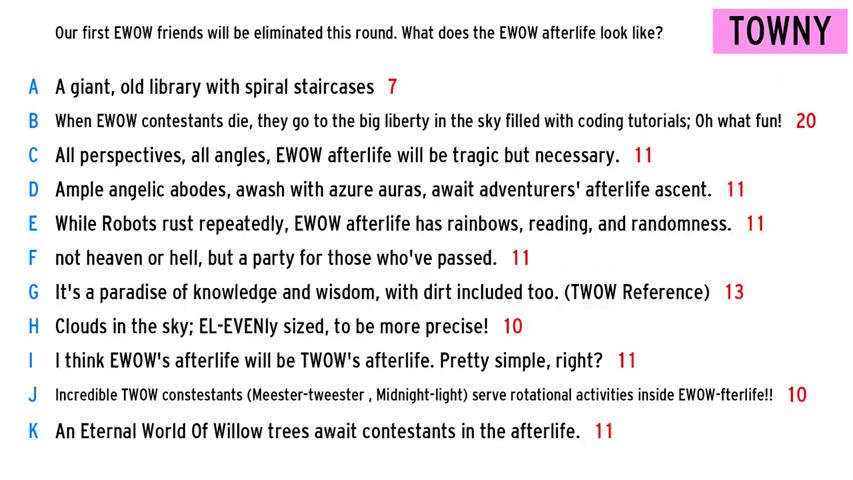 Our first EWOW friends will be eliminated this round. What does the EWOW afterlife look like?
TOWNY
A A giant, old library with spiral staircases 7
B When EWOW contestants die, they go to the big liberty in the sky filled with coding tutorials; Oh what fun! 20
C All perspectives, all angles, EWOW afterlife will be tragic but necessary. 11
D Ample angelic abodes, awash with azure auras, await adventurers' afterlife ascent. 11
E While Robots rust repeatedly, EWOW afterlife has rainbows, reading, and randomness. 11
F not heaven or hell, but a party for those who've passed. 11
G It's a paradise of knowledge and wisdom, with dirt included too. (TWOW Reference) 13
H Clouds in the sky; EL-EVENly sized, to be more precise! 10
I I think EWOW's afterlife will be TWOW's afterlife. Pretty simple, right? 11
J Incredible TWOW constestants (Meester-tweester , Midnight-light) serve rotational activities inside EWOW-fterlife!! 10
K An Eternal World Of Willow trees await contestants in the afterlife. 11